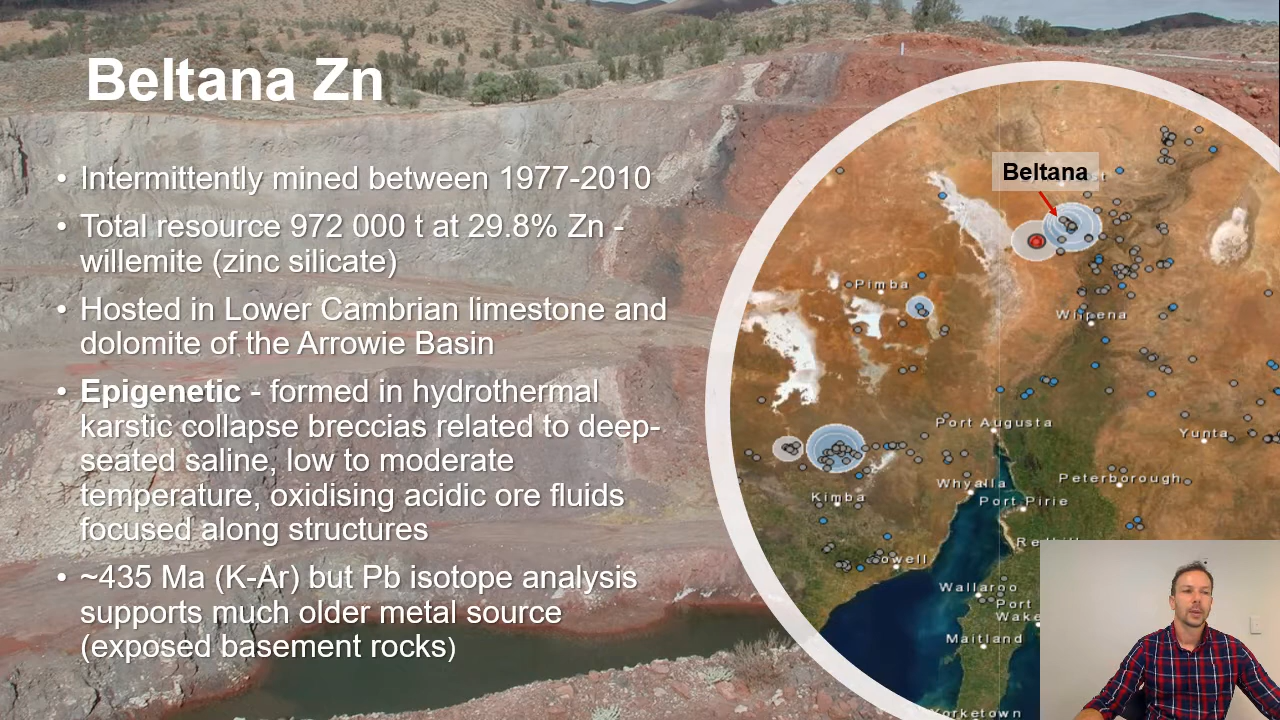 Beltana Zn
• Intermittently mined between 1977-2010
• Total resource 972 000 t at 29.8% Zn -
willemite (zinc silicate)
• Hosted in Lower Cambrian limestone and
dolomite of the Arrowie Basin
• Epigenetic - formed in hydrothermal
karstic collapse breccias related to deep-
seated saline, low to moderate
temperature, oxidising acidic ore fluids
focused along structures
• ~435 Ma (K-Ar) but Pb isotope analysis
supports much older metal source
(exposed basement rocks)
Beltana
Pimba
Port Augusta
Yunta
Whyalla
Peterborough
Kimba
Port Pirie
Wallaroo
Port
Maitland